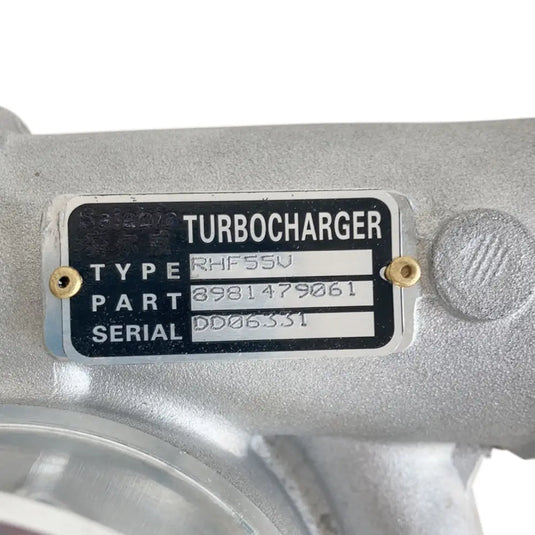 TURBOCHARGER
TYPE RHF55V
PART 8981479061
SERIAL DD06331